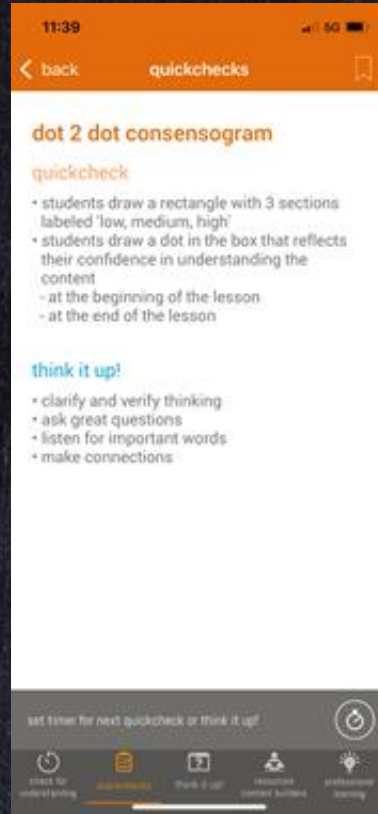 11:39
5G
back
quickchecks
dot 2 dot consensogram
quickcheck
• students draw a rectangle with 3 sections
labeled 'low, medium, high'
• students draw a dot in the box that reflects
their confidence in understanding the
content
- at the beginning of the lesson
- at the end of the lesson
think it up!
• clarify and verify thinking
• ask great questions
• listen for important words
• make connections
set timer for next quickcheck or think it up!
check for
understanding
quickchecks
think it up!
content builders
professional
learning